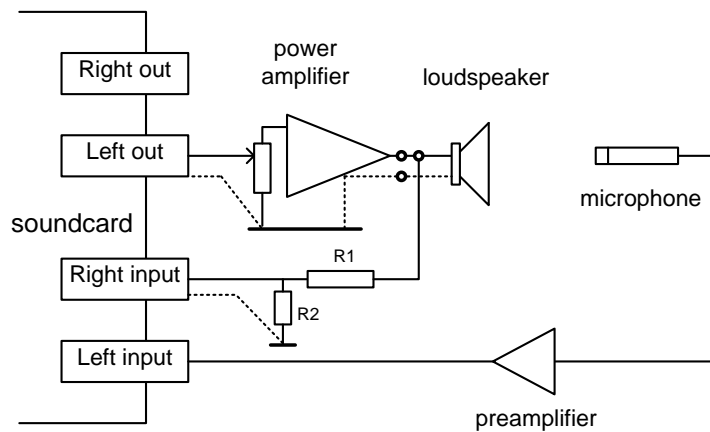 Right out
power
amplifier
loudspeaker
Left out
microphone
soundcard
Right input
R1
R2
Left input
preamplifier